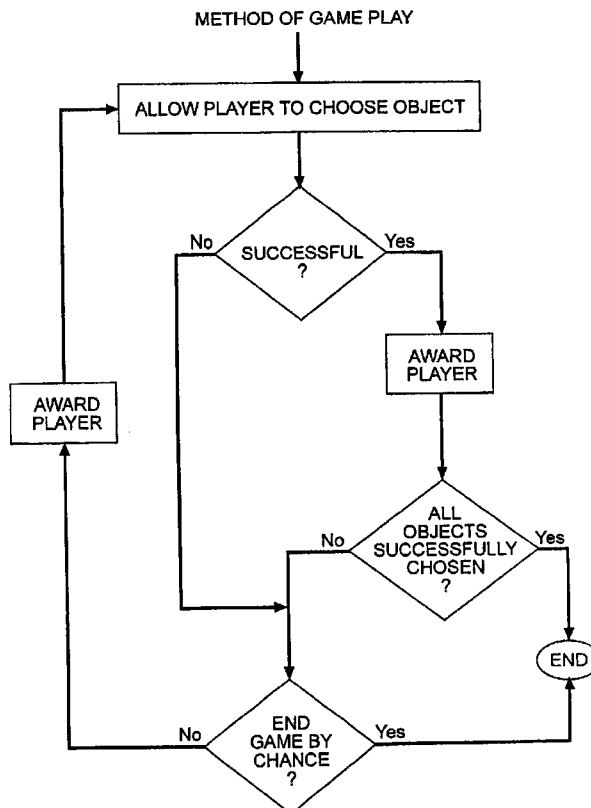 METHOD OF GAME PLAY
ALLOW PLAYER TO CHOOSE OBJECT
No
Yes
SUCCESSFUL
?
AWARD
PLAYER
AWARD
PLAYER
ALL
OBJECTS
SUCCESSFULLY
CHOSEN
?
No
Yes
END
END
GAME BY
CHANCE
?
No
Yes